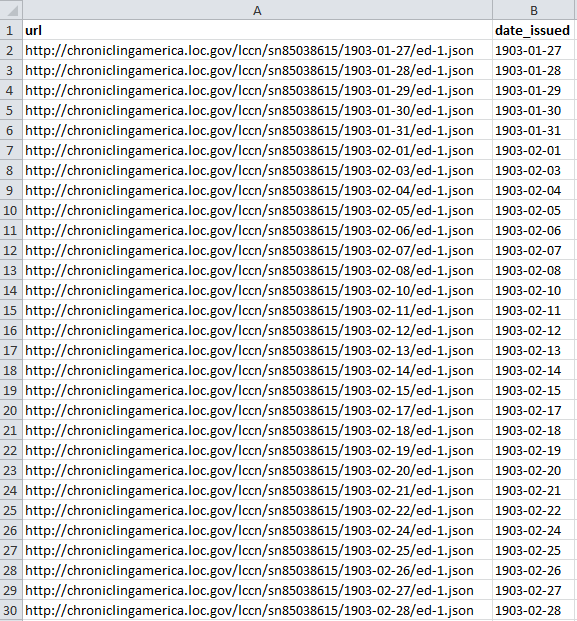 A B
1 url date_issued
2 http://chroniclingamerica.loc.gov/lccn/sn85038615/1903-01-27/ed-1.json 1903-01-27
3 http://chroniclingamerica.loc.gov/lccn/sn85038615/1903-01-28/ed-1.json 1903-01-28
4 http://chroniclingamerica.loc.gov/lccn/sn85038615/1903-01-29/ed-1.json 1903-01-29
5 http://chroniclingamerica.loc.gov/lccn/sn85038615/1903-01-30/ed-1.json 1903-01-30
6 http://chroniclingamerica.loc.gov/lccn/sn85038615/1903-01-31/ed-1.json 1903-01-31
7 http://chroniclingamerica.loc.gov/lccn/sn85038615/1903-02-01/ed-1.json 1903-02-01
8 http://chroniclingamerica.loc.gov/lccn/sn85038615/1903-02-03/ed-1.json 1903-02-03
9 http://chroniclingamerica.loc.gov/lccn/sn85038615/1903-02-04/ed-1.json 1903-02-04
10 http://chroniclingamerica.loc.gov/lccn/sn85038615/1903-02-05/ed-1.json 1903-02-05
11 http://chroniclingamerica.loc.gov/lccn/sn85038615/1903-02-06/ed-1.json 1903-02-06
12 http://chroniclingamerica.loc.gov/lccn/sn85038615/1903-02-07/ed-1.json 1903-02-07
13 http://chroniclingamerica.loc.gov/lccn/sn85038615/1903-02-08/ed-1.json 1903-02-08
14 http://chroniclingamerica.loc.gov/lccn/sn85038615/1903-02-10/ed-1.json 1903-02-10
15 http://chroniclingamerica.loc.gov/lccn/sn85038615/1903-02-11/ed-1.json 1903-02-11
16 http://chroniclingamerica.loc.gov/lccn/sn85038615/1903-02-12/ed-1.json 1903-02-12
17 http://chroniclingamerica.loc.gov/lccn/sn85038615/1903-02-13/ed-1.json 1903-02-13
18 http://chroniclingamerica.loc.gov/lccn/sn85038615/1903-02-14/ed-1.json 1903-02-14
19 http://chroniclingamerica.loc.gov/lccn/sn85038615/1903-02-15/ed-1.json 1903-02-15
20 http://chroniclingamerica.loc.gov/lccn/sn85038615/1903-02-17/ed-1.json 1903-02-17
21 http://chroniclingamerica.loc.gov/lccn/sn85038615/1903-02-18/ed-1.json 1903-02-18
22 http://chroniclingamerica.loc.gov/lccn/sn85038615/1903-02-19/ed-1.json 1903-02-19
23 http://chroniclingamerica.loc.gov/lccn/sn85038615/1903-02-20/ed-1.json 1903-02-20
24 http://chroniclingamerica.loc.gov/lccn/sn85038615/1903-02-21/ed-1.json 1903-02-21
25 http://chroniclingamerica.loc.gov/lccn/sn85038615/1903-02-22/ed-1.json 1903-02-22
26 http://chroniclingamerica.loc.gov/lccn/sn85038615/1903-02-24/ed-1.json 1903-02-24
27 http://chroniclingamerica.loc.gov/lccn/sn85038615/1903-02-25/ed-1.json 1903-02-25
28 http://chroniclingamerica.loc.gov/lccn/sn85038615/1903-02-26/ed-1.json 1903-02-26
29 http://chroniclingamerica.loc.gov/lccn/sn85038615/1903-02-27/ed-1.json 1903-02-27
30 http://chroniclingamerica.loc.gov/lccn/sn85038615/1903-02-28/ed-1.json 1903-02-28